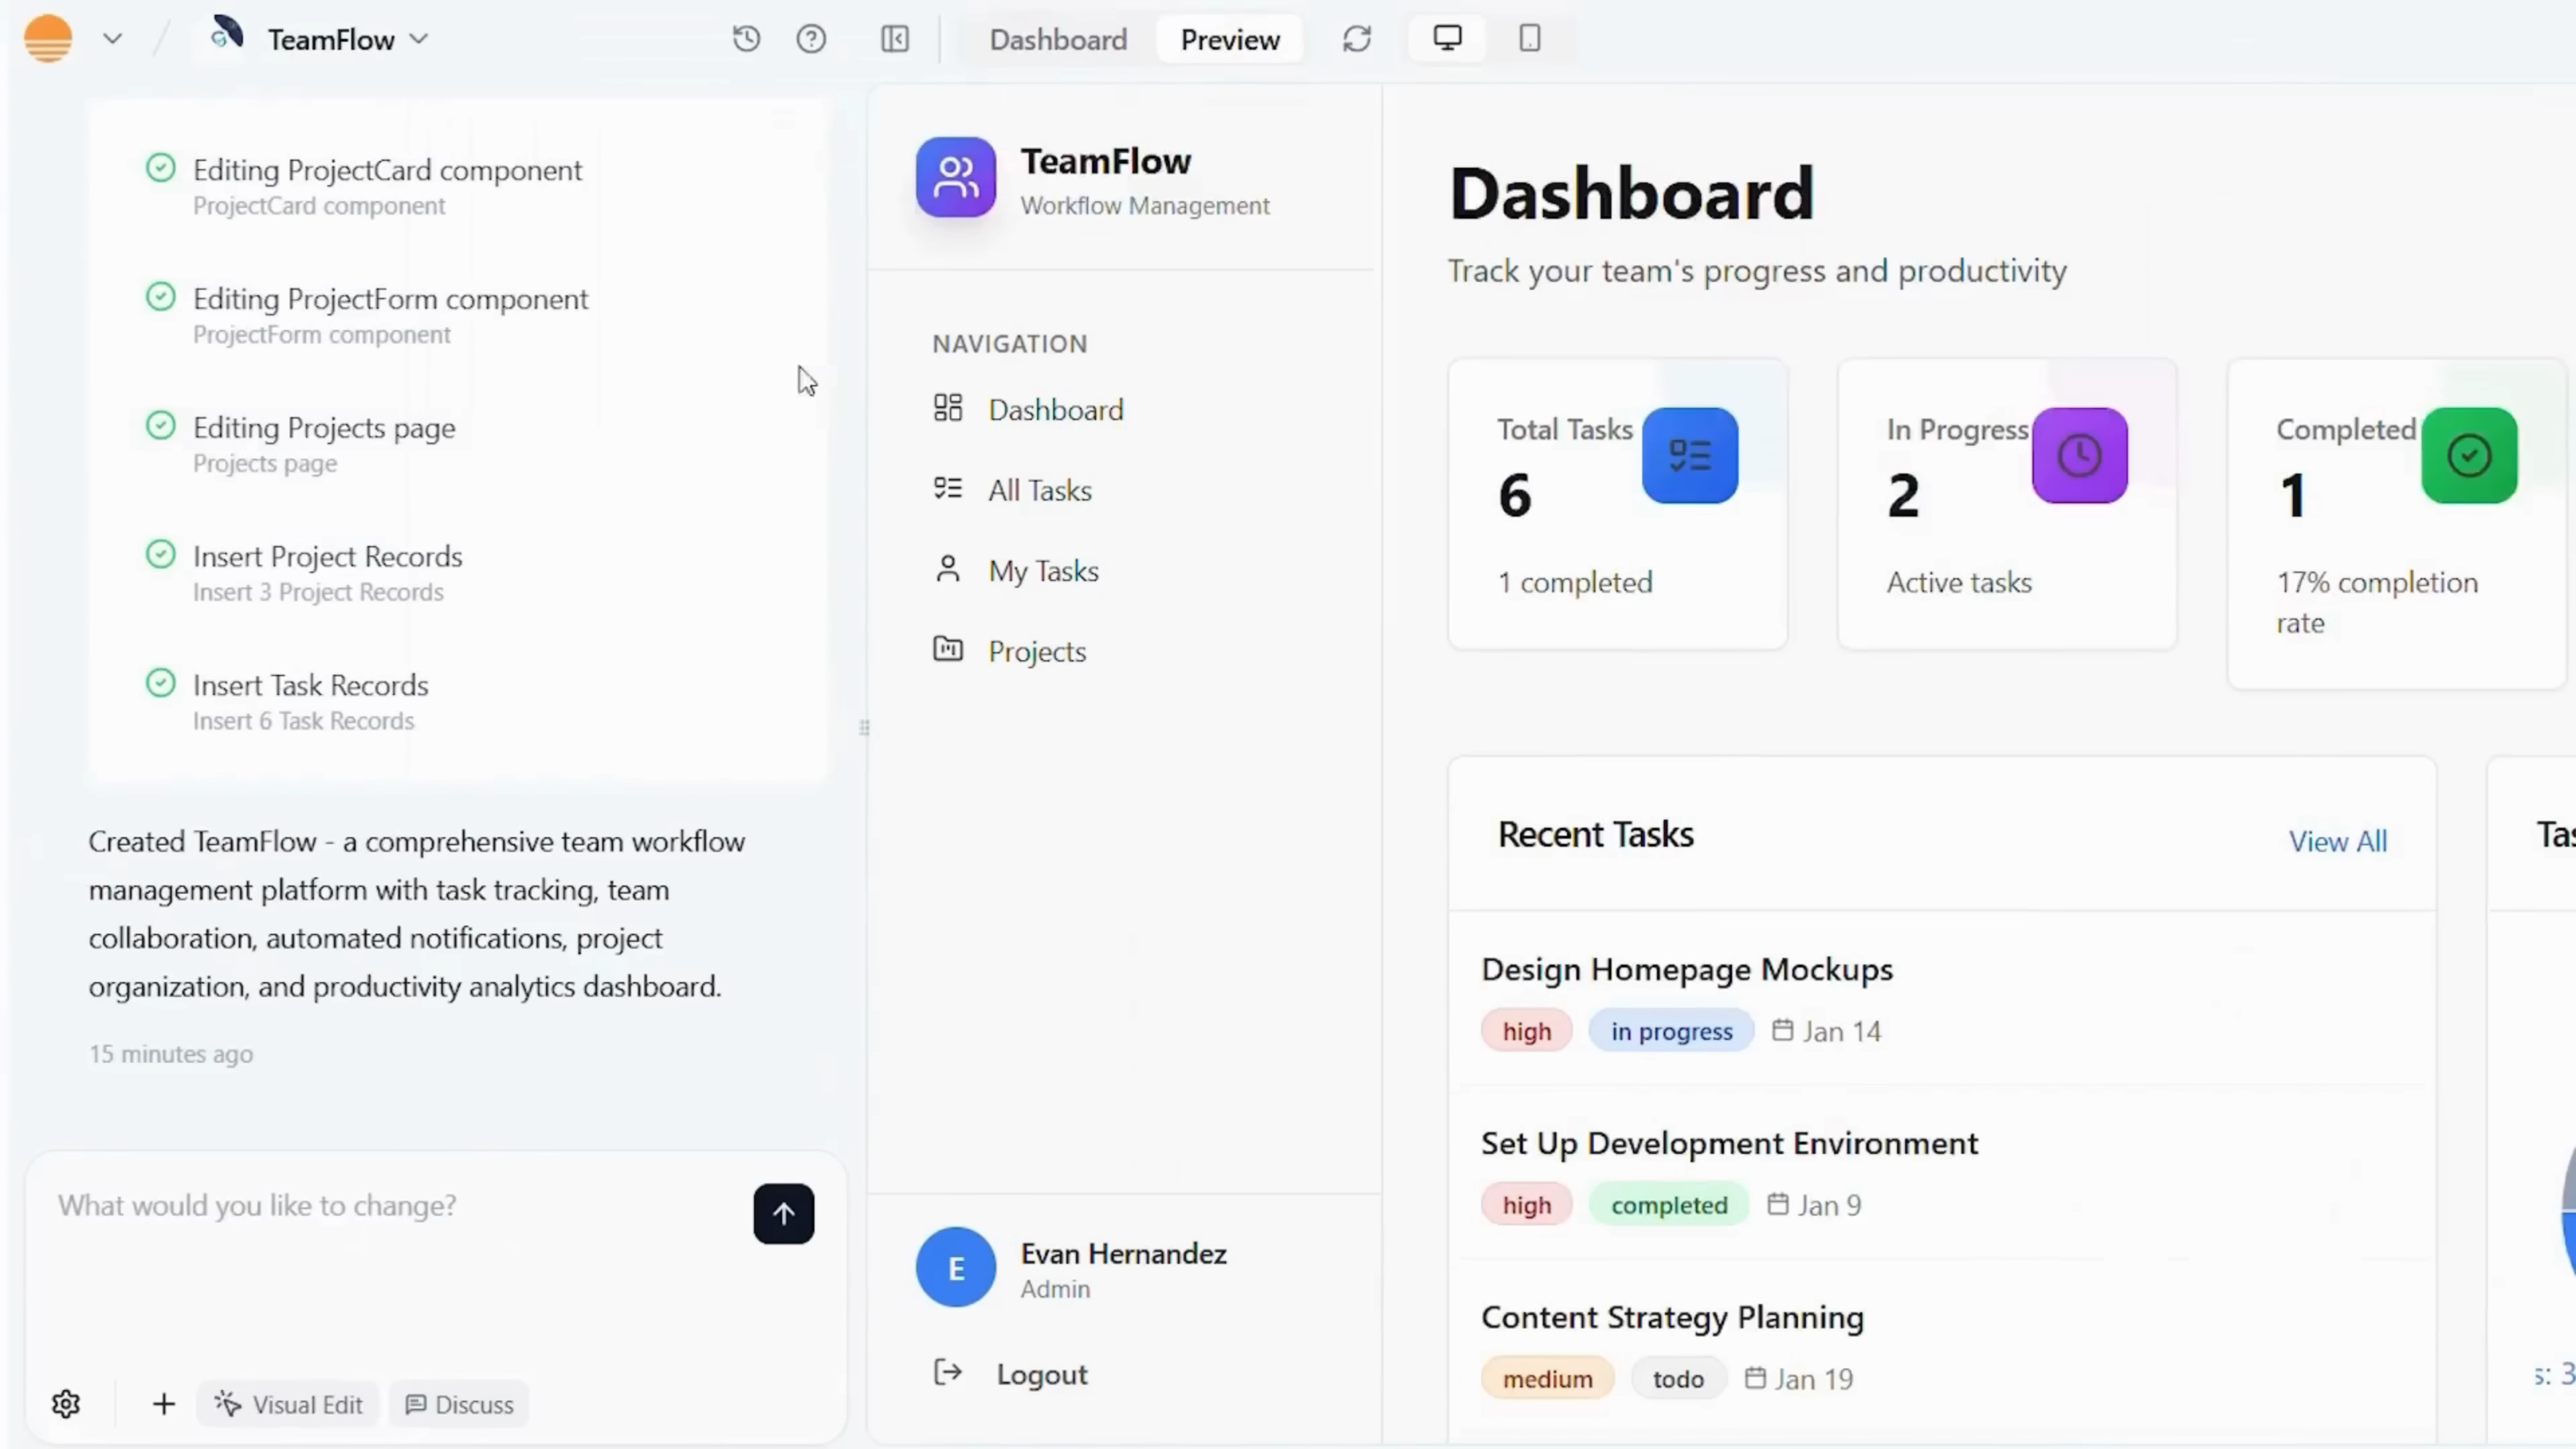 TeamFlow
Dashboard
Preview
Editing ProjectCard component
ProjectCard component
Editing ProjectForm component
ProjectForm component
Editing Projects page
Projects page
Insert Project Records
Insert 3 Project Records
Insert Task Records
Insert 6 Task Records
Created TeamFlow - a comprehensive team workflow
management platform with task tracking, team
collaboration, automated notifications, project
organization, and productivity analytics dashboard.
15 minutes ago
What would you like to change?
Visual Edit
Discuss
TeamFlow
Workflow Management
NAVIGATION
Dashboard
All Tasks
My Tasks
Projects
E
Evan Hernandez
Admin
Logout
Dashboard
Track your team's progress and productivity
Total Tasks
6
1 completed
In Progress
2
Active tasks
Completed
1
17% completion
rate
Recent Tasks
View All
Design Homepage Mockups
high in progress Jan 14
Set Up Development Environment
high completed Jan 9
Content Strategy Planning
medium todo Jan 19